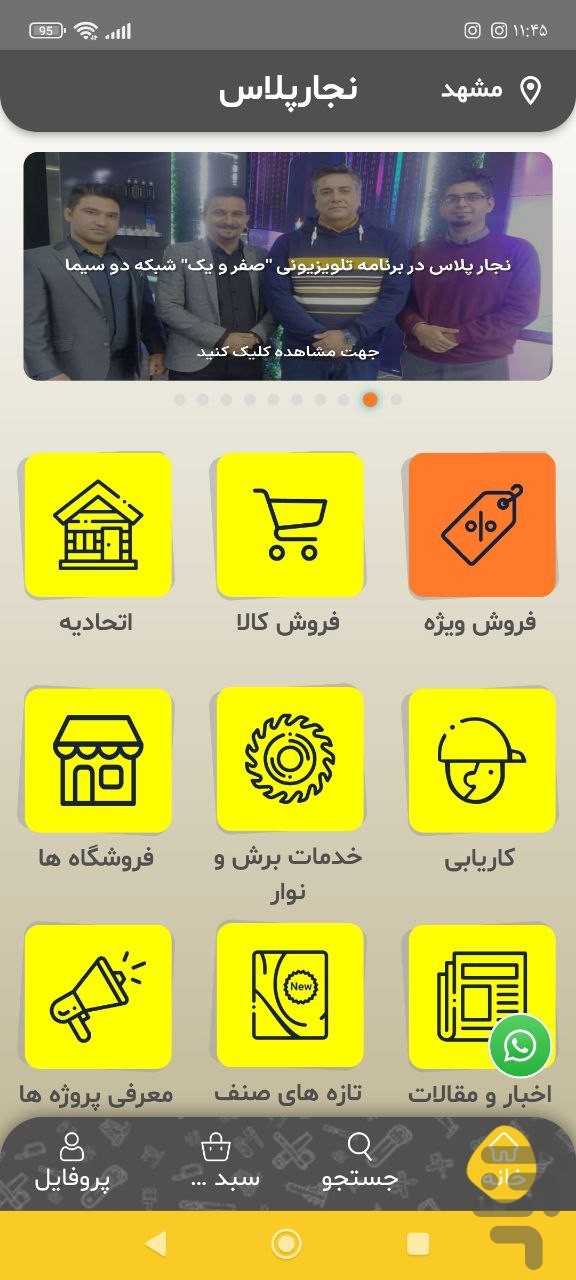 ۱۱:۴۵
95
مشهد
نجارپلاس
نجار پلاس در برنامه تلویزیونی "صفر و یک" شبکه دو سیما
جهت مشاهده کلیک کنید
فروش ویژه
فروش کالا
اتحادیه
کاریابی
خدمات برش و
نوار
فروشگاه ها
New
اخبار و مقالات
تازه های صنف
معرفی پروژه ها
خانه
جستجو
سبد ...
پروفایل